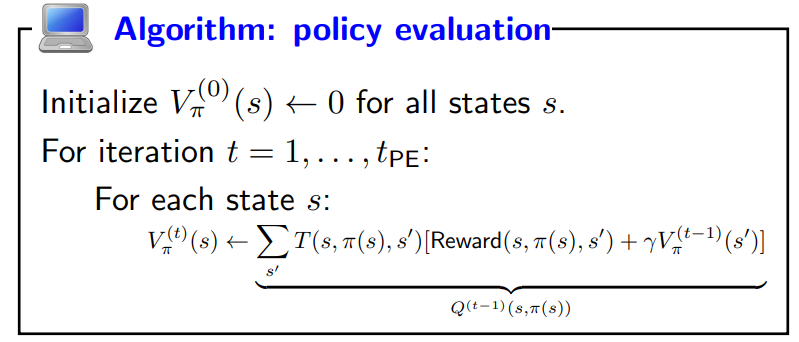 Algorithm: policy evaluation
Initialize $V_\pi^{(0)}(s) \leftarrow 0$ for all states $s$.
For iteration $t = 1, \ldots, t_{\text{PE}}$:
For each state $s$:
$V_\pi^{(t)}(s) \leftarrow \underbrace{\sum_{s'} T(s, \pi(s), s')[\text{Reward}(s, \pi(s), s') + \gamma V_\pi^{(t-1)}(s')]}_{Q^{(t-1)}(s,\pi(s))}$